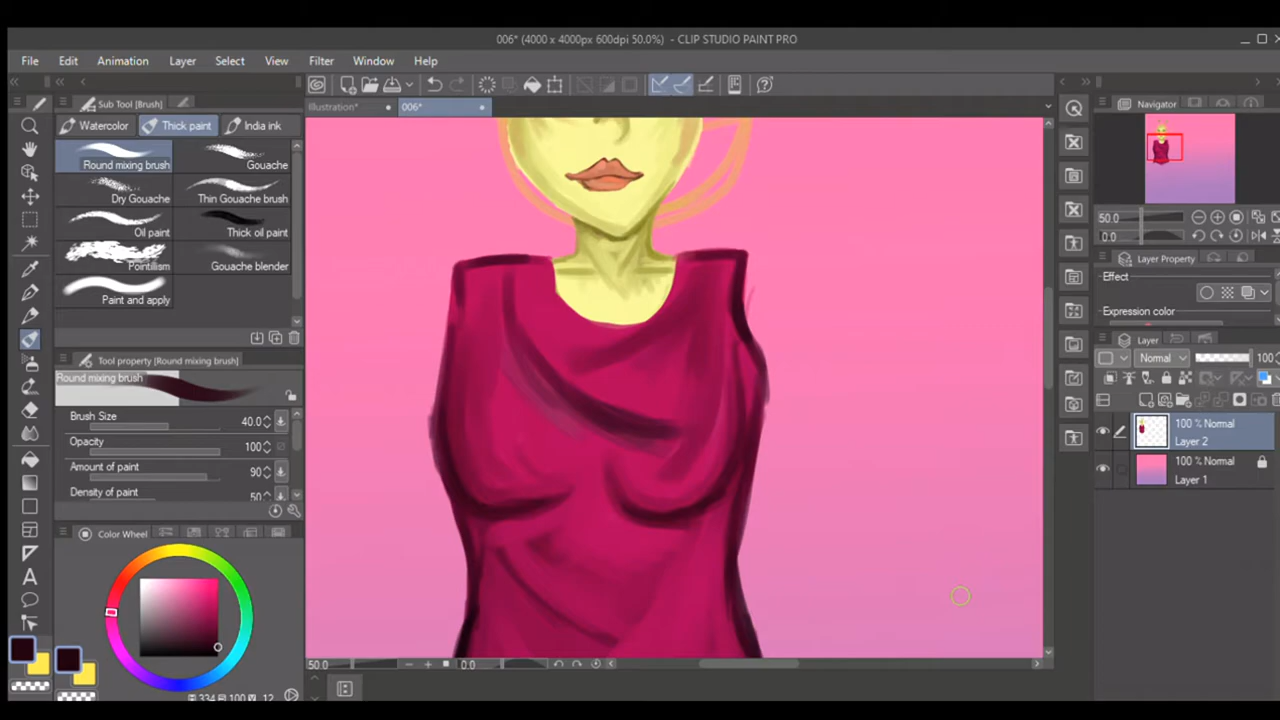 006* (4000 x 4000px 600dpi 50.0%) - CLIP STUDIO PAINT PRO
File Edit Animation Layer Select View Filter Window Help
Sub Tool [Brush]
Illustration* 006*
Watercolor Thick paint India ink
Round mixing brush Gouache
Dry Gouache Thin Gouache brush
Oil paint Thick oil paint
Pointillism Gouache blender
Paint and apply
Tool property [Round mixing brush]
Round mixing brush
Brush Size 40.0
Opacity 100
Amount of paint 90
Density of paint 50
Color Wheel
334 100 12
50.0 0.0
Navigator
50.0
0.0
Layer Property
Effect
Expression color
Layer
Normal 100
100 % Normal
Layer 2
100 % Normal
Layer 1